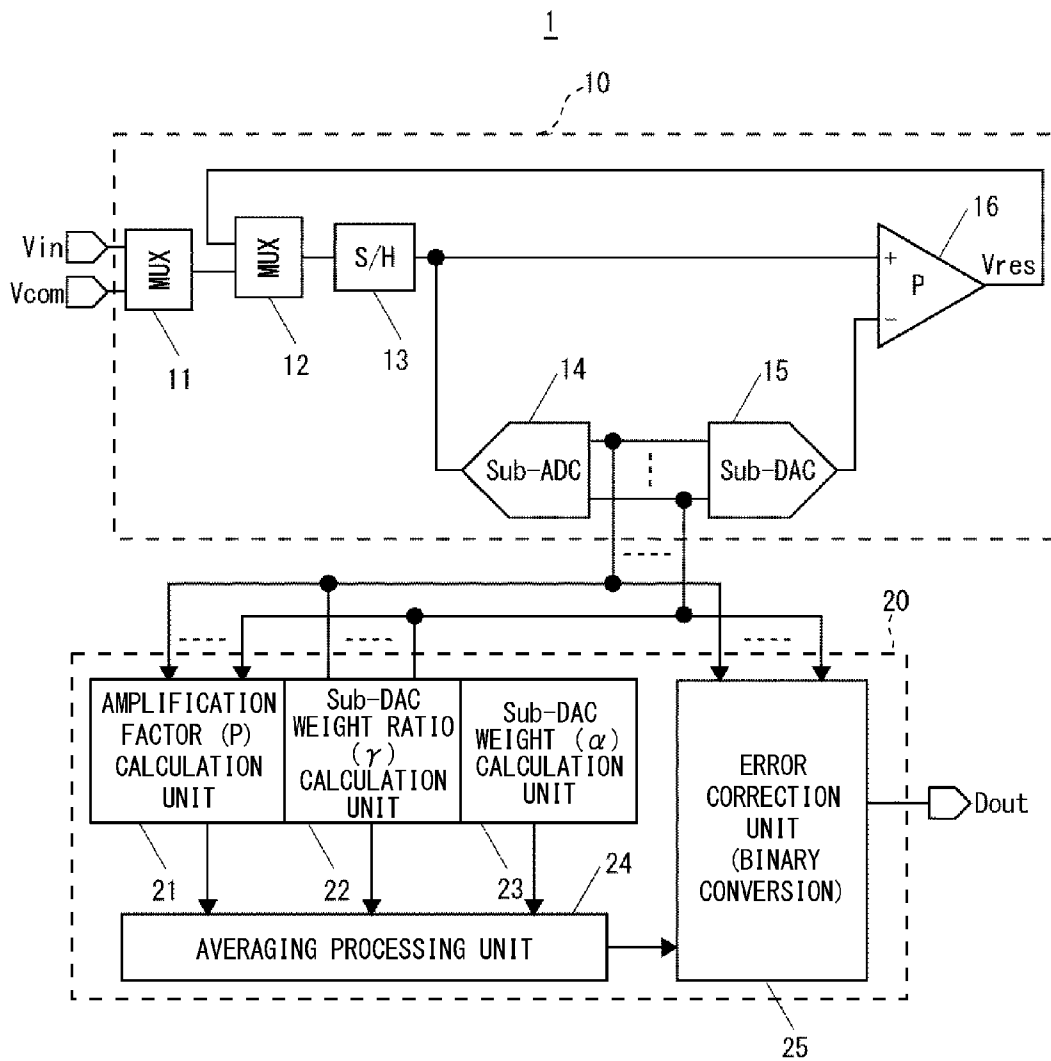 1
10
Vin
Vcom
MUX
11
MUX
12
S/H
13
+
−
P
16
Vres
14
Sub-ADC
15
Sub-DAC
20
AMPLIFICATION
FACTOR (P)
CALCULATION
UNIT
Sub-DAC
WEIGHT RATIO
(γ)
CALCULATION
UNIT
Sub-DAC
WEIGHT (α)
CALCULATION
UNIT
ERROR
CORRECTION
UNIT
(BINARY
CONVERSION)
Dout
21
22
23
24
AVERAGING PROCESSING UNIT
25